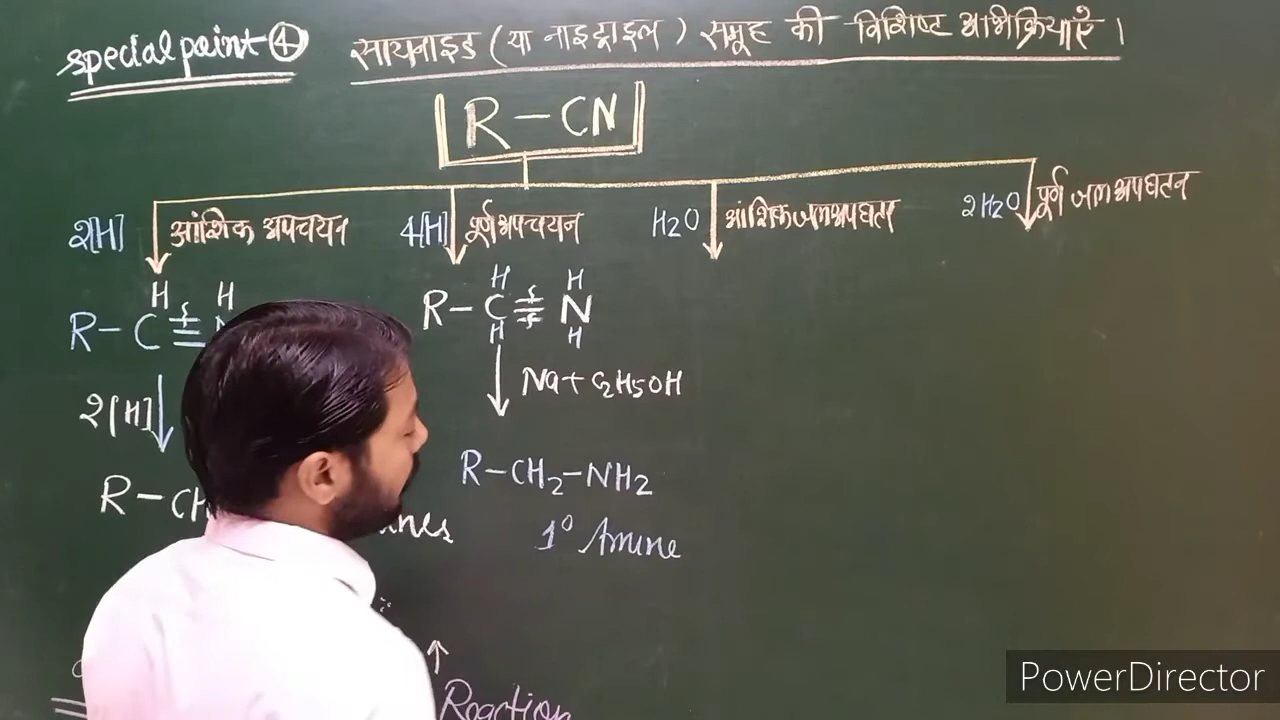 special point ④ सायनाइड (या नाइट्राइल) समूह की विशिष्ट अभिक्रियाएँ।
R-CN
2[H] आंशिक अपचयन 4[H] पूर्ण अपचयन H2O आंशिक जलअपघटन 2H2O पूर्ण जलअपघटन
H H H H
R-C R-C N
H H
2[H] Na+C2H5OH
R-CH R-CH2-NH2
1° Amine
↑
Reaction
PowerDirector